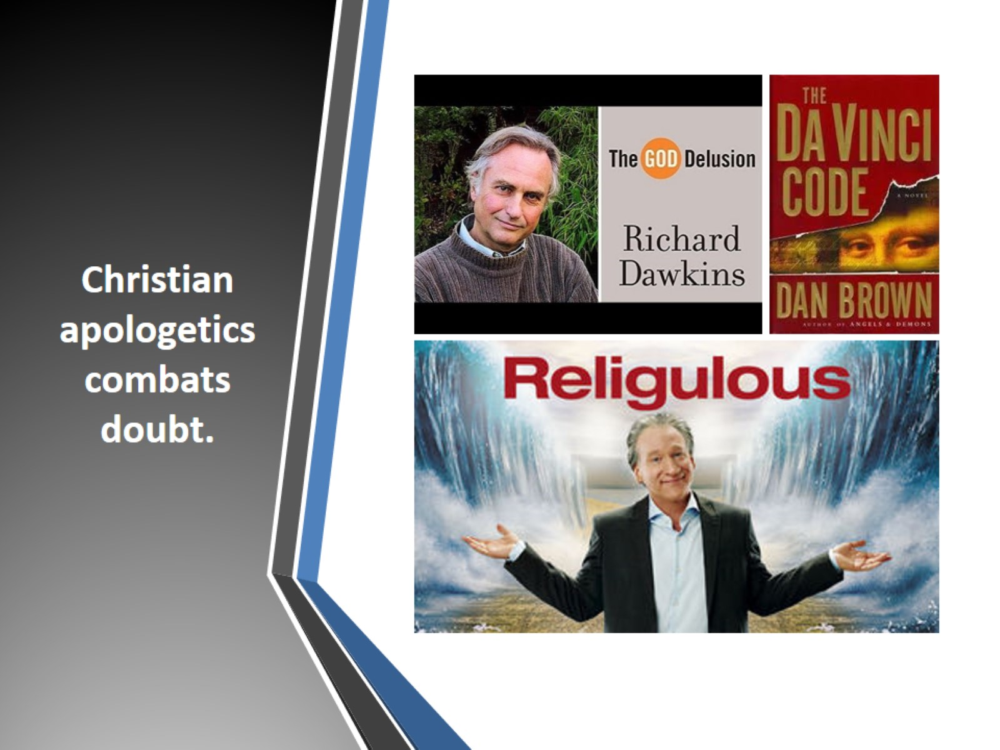 Christian
apologetics
combats
doubt.
The GOD Delusion
Richard
Dawkins
THE
DA VINCI
CODE
A NOVEL
DAN BROWN
AUTHOR OF ANGELS & DEMONS
Religulous